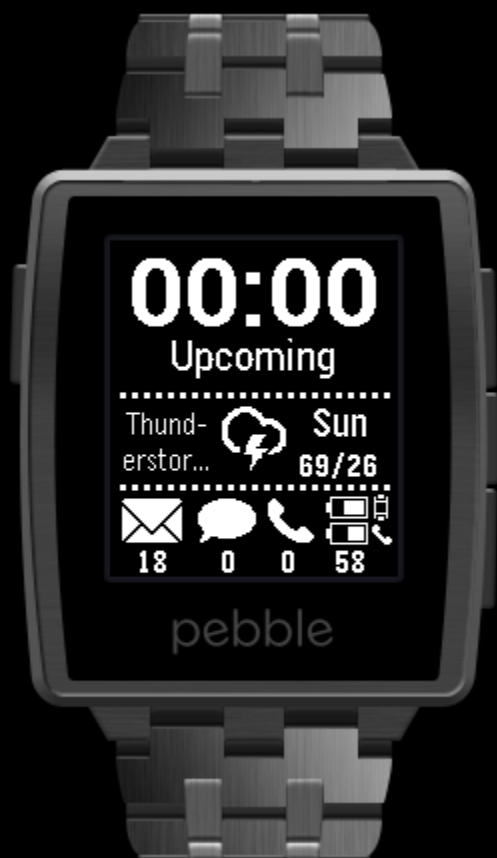 00:00
Upcoming
Thund-
erstor...
Sun
69/26
18 0 0 58
pebble